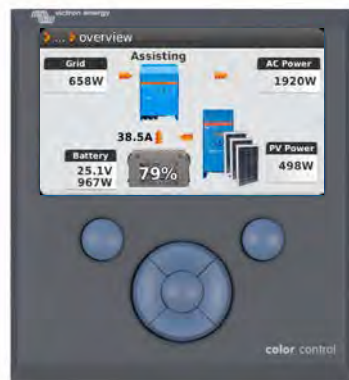 victron energy
... overview
Assisting
Grid
658W
AC Power
1920W
38.5A
Battery
25.1V
967W
79%
PV Power
498W
color control